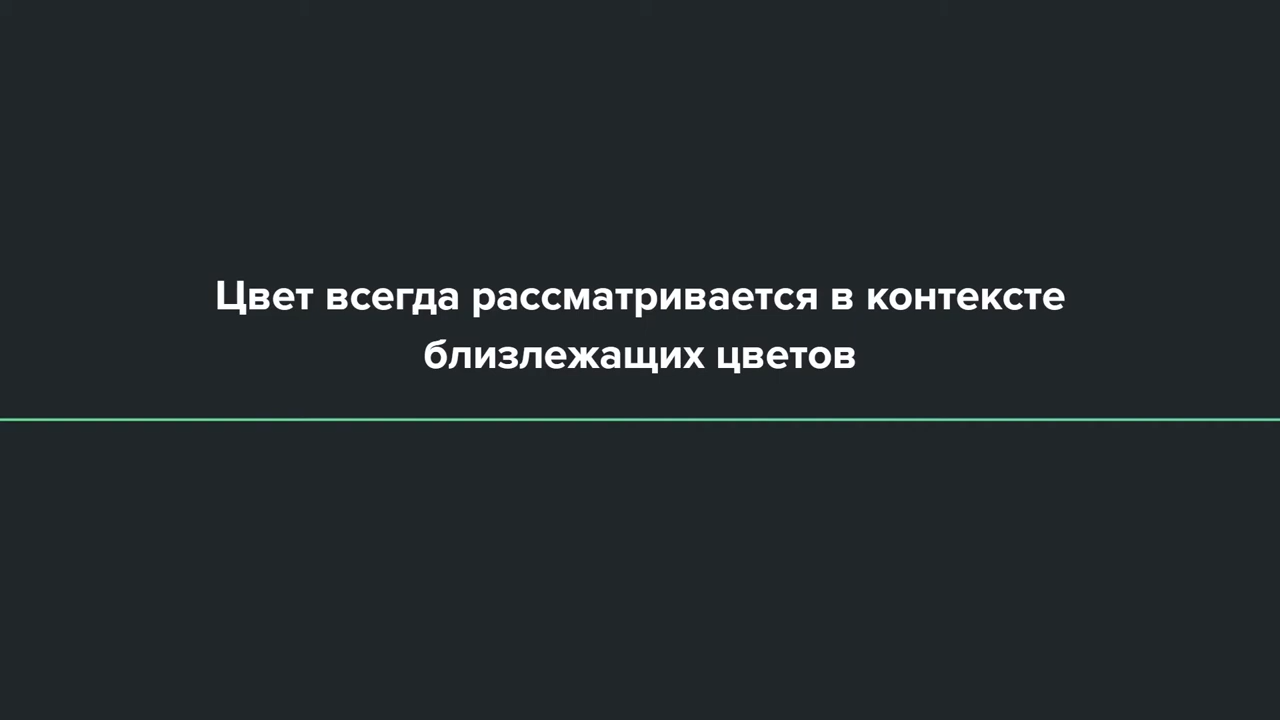 Цвет всегда рассматривается в контексте
близлежащих цветов